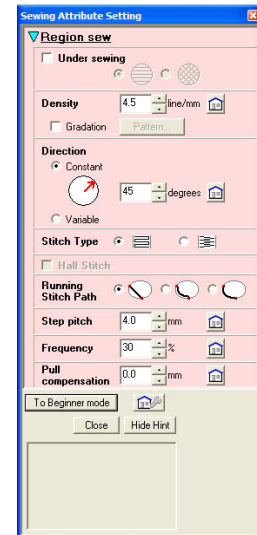 Sewing Attribute Setting
Region sew
Under sewing
Density 4.5 line/mm
Gradation Pattern...
Direction
Constant
45 degrees
Variable
Stitch Type
Half Stitch
Running
Stitch Path
Step pitch 4.0 mm
Frequency 30 %
Pull
compensation 0.0 mm
To Beginner mode
Close Hide Hint